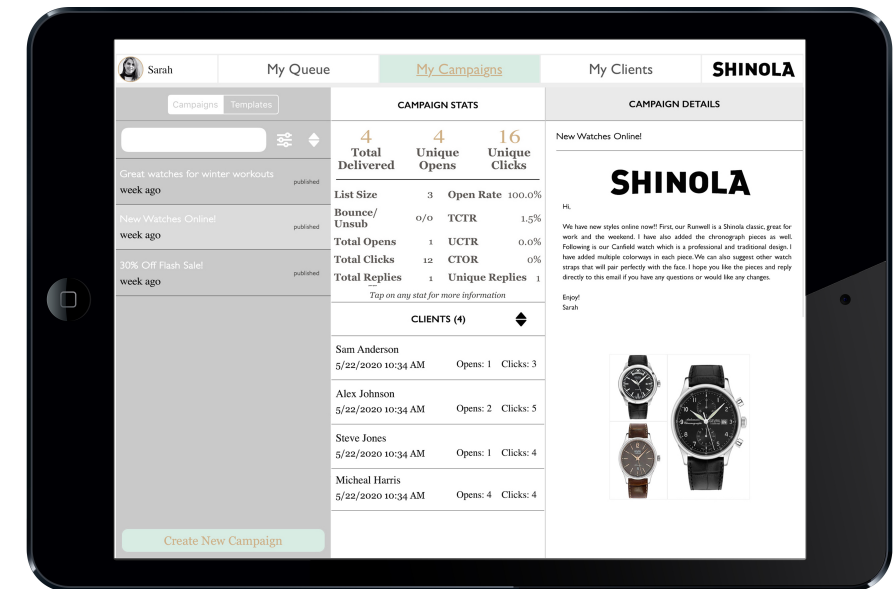 Sarah
My Queue
My Campaigns
My Clients
SHINOLA
Campaigns Templates
Great watches for winter workouts
week ago
published
New Watches Online!
week ago
published
30% Off Flash Sale!
week ago
published
Create New Campaign
CAMPAIGN STATS
4 4 16
Total Unique Unique
Delivered Opens Clicks
List Size 3 Open Rate 100.0%
Bounce/
Unsub 0/0 TCTR 1.5%
Total Opens 1 UCTR 0.0%
Total Clicks 12 CTOR 0%
Total Replies 1 Unique Replies 1
Tap on any stat for more information
CLIENTS (4)
Sam Anderson
5/22/2020 10:34 AM Opens: 1 Clicks: 3
Alex Johnson
5/22/2020 10:34 AM Opens: 2 Clicks: 5
Steve Jones
5/22/2020 10:34 AM Opens: 1 Clicks: 4
Micheal Harris
5/22/2020 10:34 AM Opens: 4 Clicks: 4
CAMPAIGN DETAILS
New Watches Online!
SHINOLA
Hi,
We have new styles online now!! First, our Runwell is a Shinola classic, great for
work and the weekend. I have also added the chronograph pieces as well.
Following is our Canfield watch which is a professional and traditional design. I
have added multiple colorways in each piece. We can also suggest other watch
straps that will pair perfectly with the face. I hope you like the pieces and reply
directly to this email if you have any questions or would like any changes.
Enjoy!
Sarah